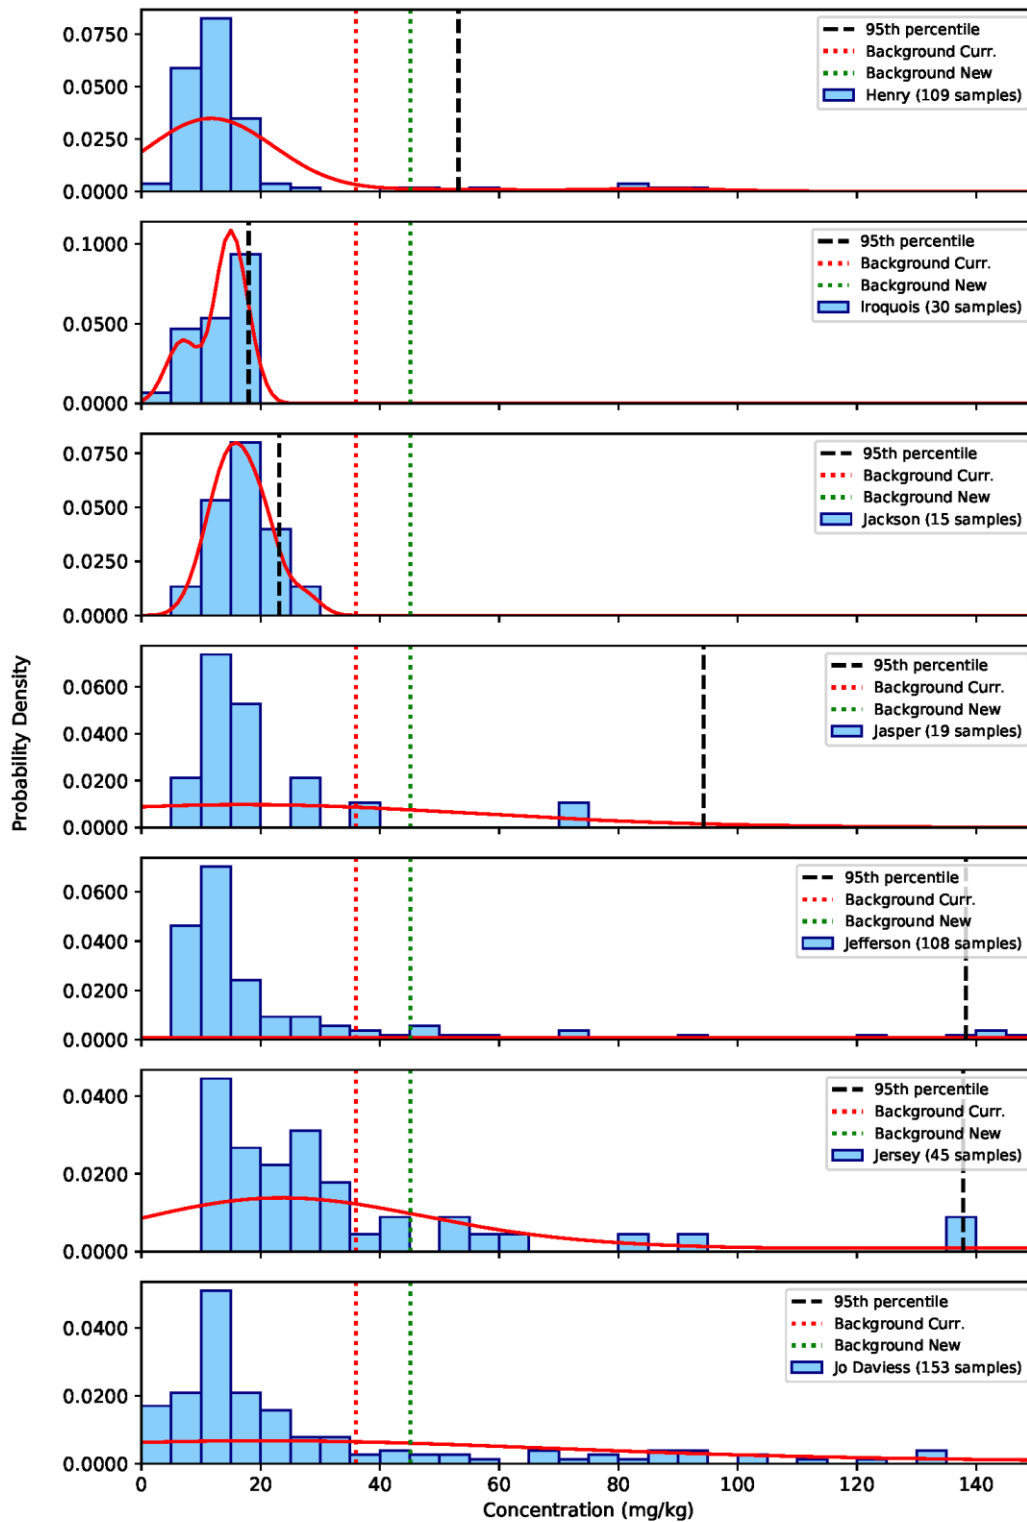 0.0750
0.0500
0.0250
0.0000
95th percentile
Background Curr.
Background New
Henry (109 samples)
0.1000
0.0500
0.0000
95th percentile
Background Curr.
Background New
Iroquois (30 samples)
0.0750
0.0500
0.0250
0.0000
95th percentile
Background Curr.
Background New
Jackson (15 samples)
Probability Density
0.0600
0.0400
0.0200
0.0000
95th percentile
Background Curr.
Background New
Jasper (19 samples)
0.0600
0.0400
0.0200
0.0000
95th percentile
Background Curr.
Background New
Jefferson (108 samples)
0.0400
0.0200
0.0000
95th percentile
Background Curr.
Background New
Jersey (45 samples)
0.0400
0.0200
0.0000
95th percentile
Background Curr.
Background New
Jo Daviess (153 samples)
0 20 40 60 80 100 120 140
Concentration (mg/kg)